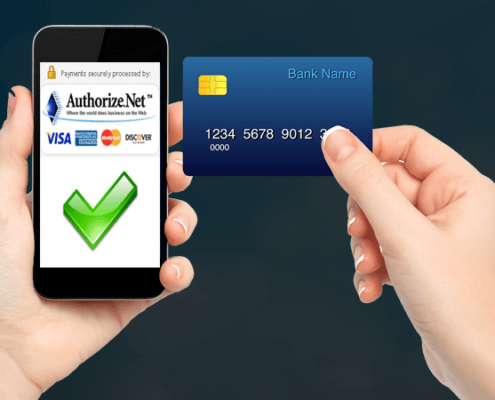 Payments securely processed by:
Authorize.Net™
Where the world does business on the Web
VISA AMERICAN EXPRESS MasterCard DISCOVER
Bank Name
1234 5678 9012 3
0000